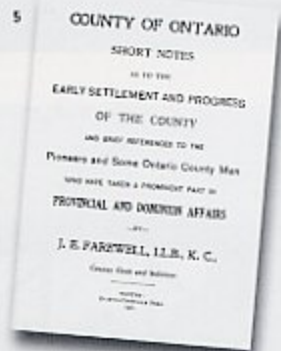 5
COUNTY OF ONTARIO
SHORT NOTES
AS TO THE
EARLY SETTLEMENT AND PROGRESS
OF THE COUNTY
AND BRIEF REFERENCES TO THE
Pioneers and Some Ontario County Men
WHO HAVE TAKEN A PROMINENT PART IN
PROVINCIAL AND DOMINION AFFAIRS
—BY—
J. E. FAREWELL, LL.B., K. C.,
County Clerk and Solicitor